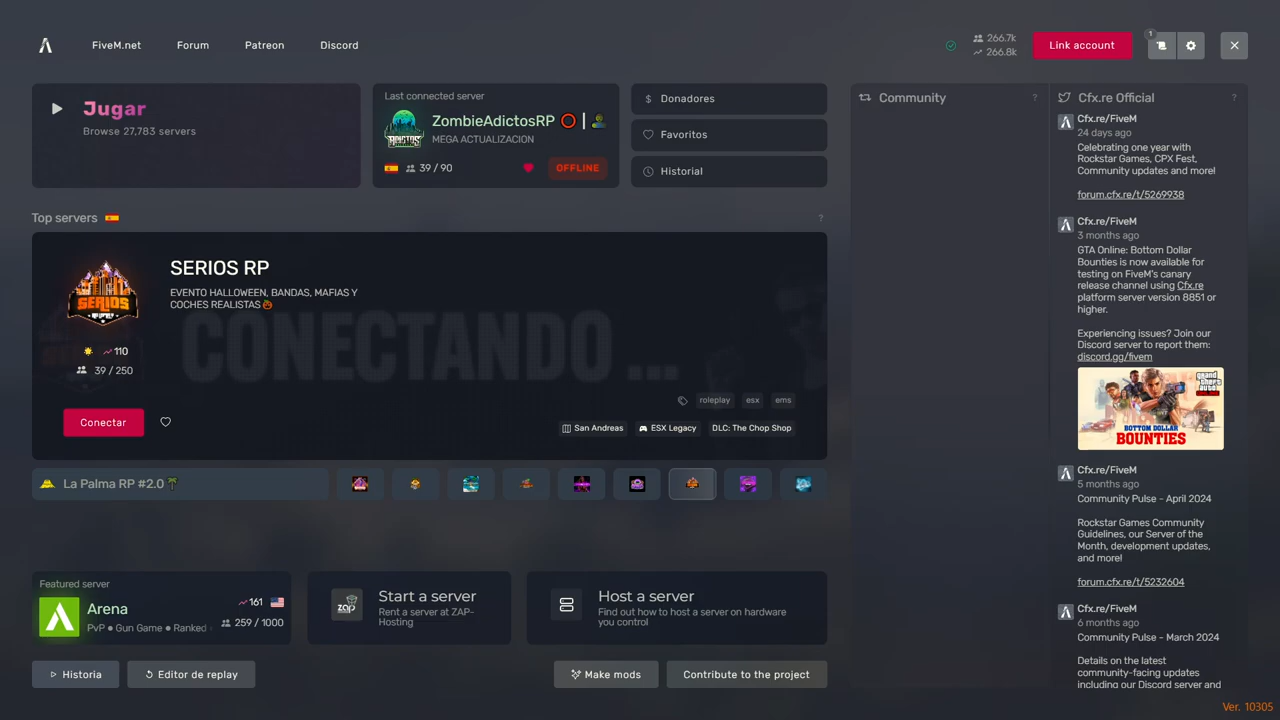 FiveM.net
Forum
Patreon
Discord
266.7k
266.8k
Link account
1
Jugar
Browse 27,783 servers
Last connected server
ZombieAdictosRP ⭕ | 
MEGA ACTUALIZACION
39 / 90
OFFLINE
Donadores
Favoritos
Historial
Top servers
?
SERIOS RP
EVENTO HALLOWEEN, BANDAS, MAFIAS Y
COCHES REALISTAS🎃
SERIOS
CONECTANDO ...
110
39 / 250
Conectar
roleplay
esx
ems
San Andreas
ESX Legacy
DLC: The Chop Shop
La Palma RP #2.0🌴
Featured server
Arena
161
PvP ● Gun Game ● Ranked
259 / 1000
ZAP
Start a server
Rent a server at ZAP-
Hosting
Host a server
Find out how to host a server on hardware
you control
Historia
Editor de replay
Make mods
Contribute to the project
Community
?
Cfx.re Official
?
Cfx.re/FiveM
24 days ago
Celebrating one year with
Rockstar Games, CPX Fest,
Community updates and more!
forum.cfx.re/t/5269938
Cfx.re/FiveM
3 months ago
GTA Online: Bottom Dollar
Bounties is now available for
testing on FiveM's canary
release channel using Cfx.re
platform server version 8851 or
higher.
Experiencing issues? Join our
Discord server to report them:
discord.gg/fivem
BOTTOM DOLLAR
BOUNTIES
Cfx.re/FiveM
5 months ago
Community Pulse - April 2024
Rockstar Games Community
Guidelines, our Server of the
Month, development updates,
and more!
forum.cfx.re/t/5232604
Cfx.re/FiveM
6 months ago
Community Pulse - March 2024
Details on the latest
community-facing updates
including our Discord server and
Ver. 10305